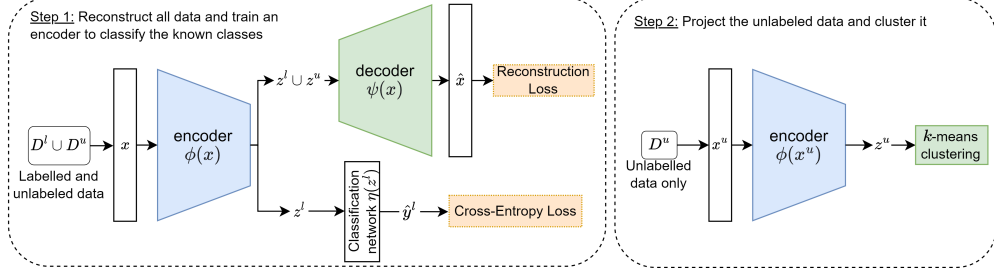 Step 1: Reconstruct all data and train an
encoder to classify the known classes
D^l ∪ D^u
Labelled and
unlabeled data
x
encoder
ϕ(x)
z^l ∪ z^u
decoder
ψ(x)
x̂
Reconstruction
Loss
z^l
Classification
network η(z^l)
ŷ^l
Cross-Entropy Loss
Step 2: Project the unlabeled data and cluster it
D^u
Unlabelled
data only
x^u
encoder
ϕ(x^u)
z^u
k-means
clustering